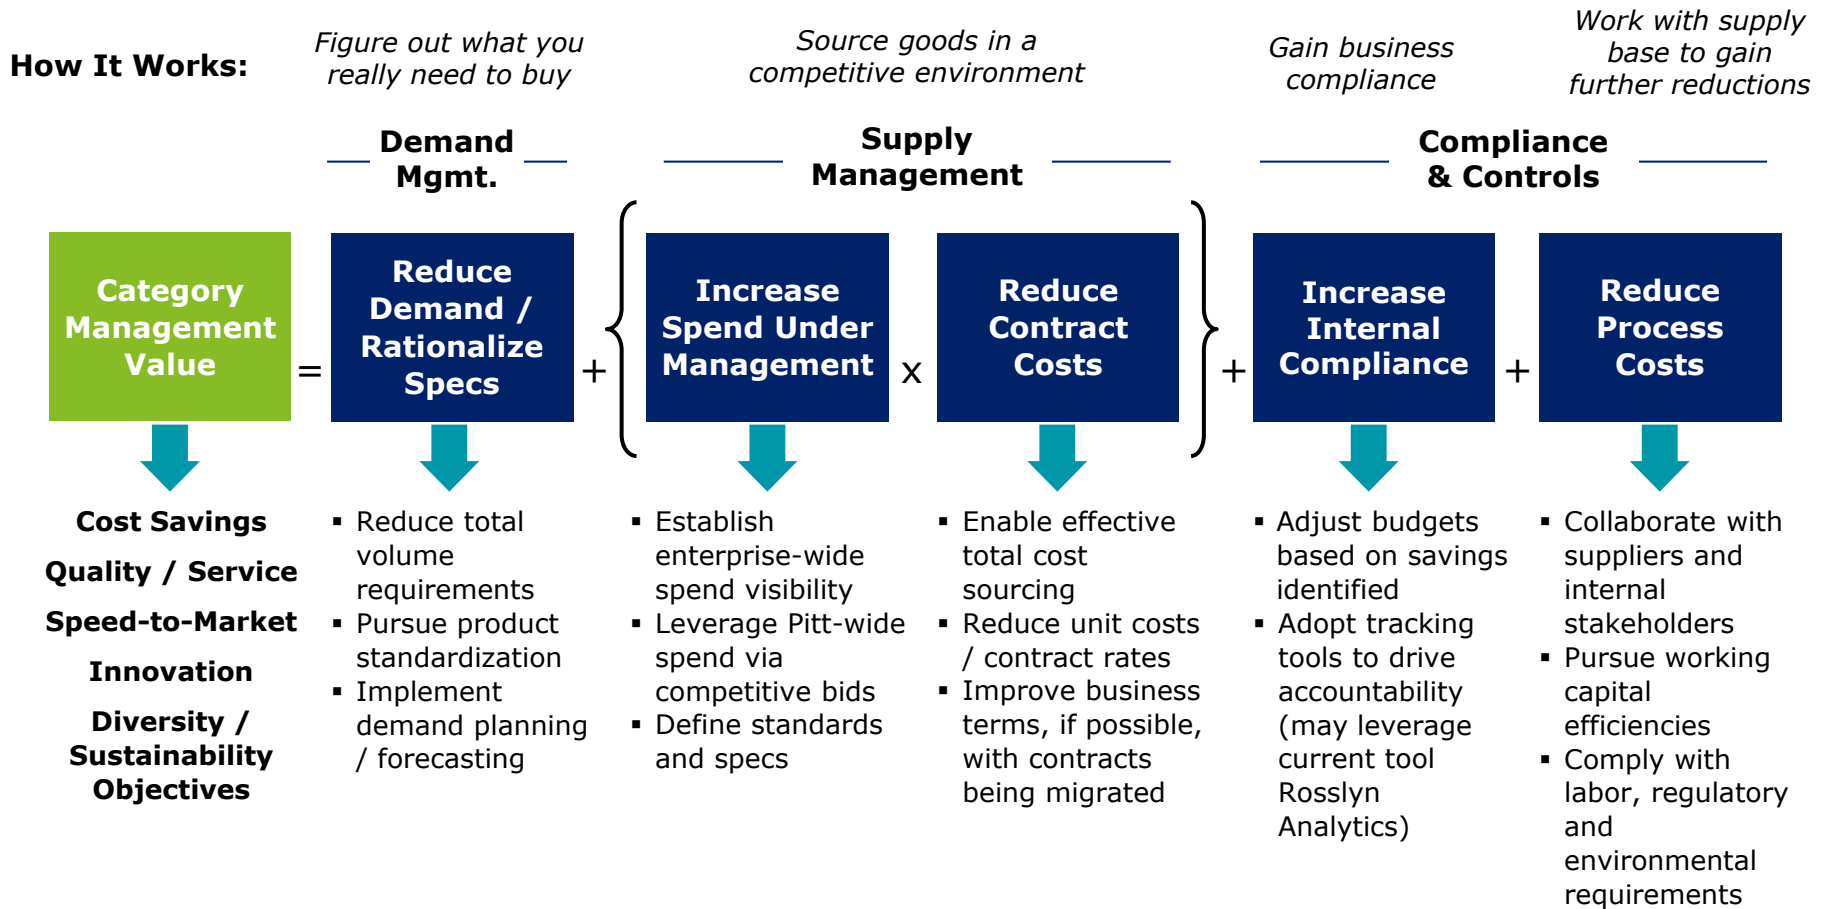 How It Works:
Figure out what you
really need to buy
Source goods in a
competitive environment
Gain business
compliance
Work with supply
base to gain
further reductions
Demand
Mgmt.
Supply
Management
Compliance
& Controls
Category
Management
Value
=
Reduce
Demand /
Rationalize
Specs
+
Increase
Spend Under
Management
x
Reduce
Contract
Costs
+
Increase
Internal
Compliance
+
Reduce
Process
Costs
Cost Savings
Quality / Service
Speed-to-Market
Innovation
Diversity /
Sustainability
Objectives
▪ Reduce total
volume
requirements
▪ Pursue product
standardization
▪ Implement
demand planning
/ forecasting
▪ Establish
enterprise-wide
spend visibility
▪ Leverage Pitt-wide
spend via
competitive bids
▪ Define standards
and specs
▪ Enable effective
total cost
sourcing
▪ Reduce unit costs
/ contract rates
▪ Improve business
terms, if possible,
with contracts
being migrated
▪ Adjust budgets
based on savings
identified
▪ Adopt tracking
tools to drive
accountability
(may leverage
current tool
Rosslyn
Analytics)
▪ Collaborate with
suppliers and
internal
stakeholders
▪ Pursue working
capital
efficiencies
▪ Comply with
labor, regulatory
and
environmental
requirements